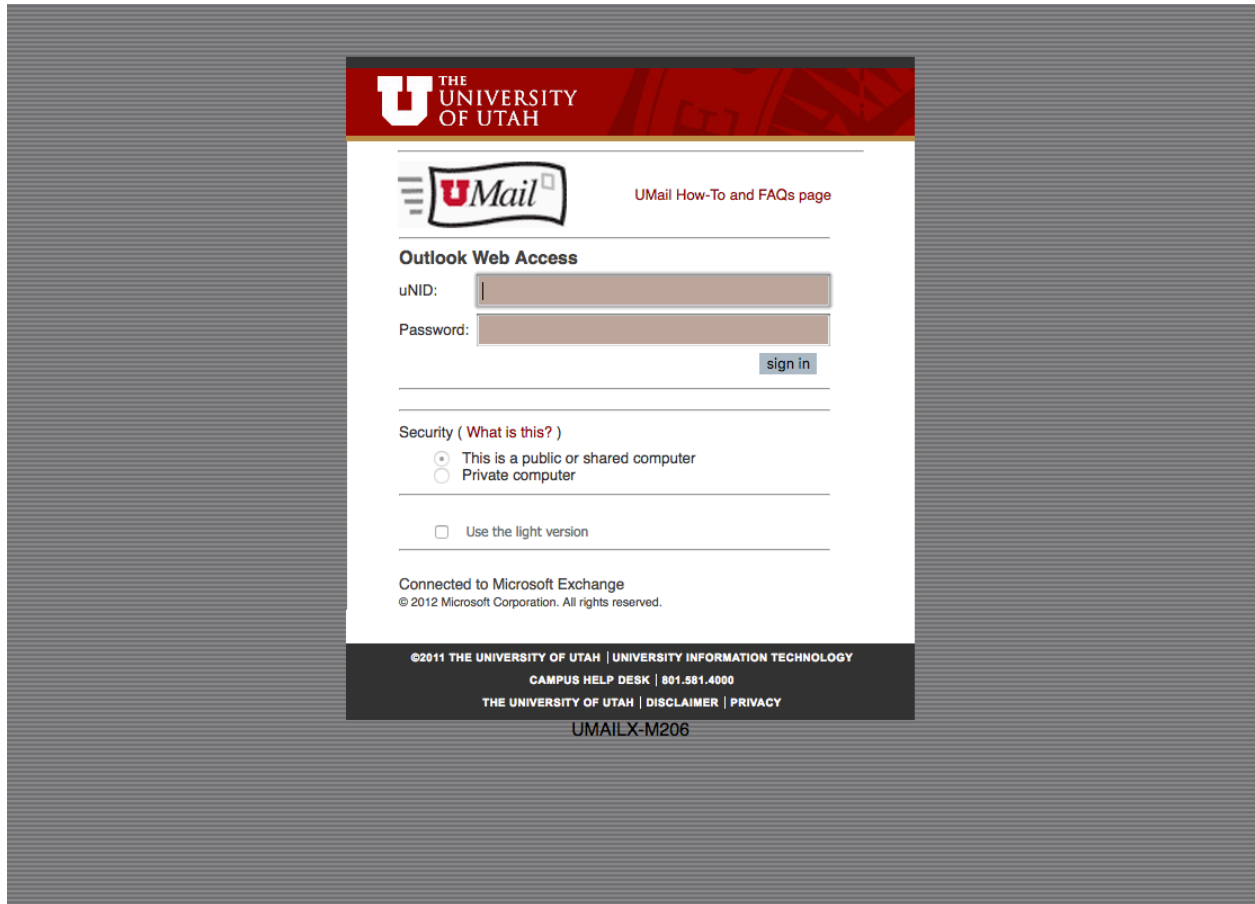 THE
UNIVERSITY
OF UTAH
UMail
UMail How-To and FAQs page
Outlook Web Access
uNID:
Password:
sign in
Security ( What is this? )
This is a public or shared computer
Private computer
Use the light version
Connected to Microsoft Exchange
© 2012 Microsoft Corporation. All rights reserved.
©2011 THE UNIVERSITY OF UTAH | UNIVERSITY INFORMATION TECHNOLOGY
CAMPUS HELP DESK | 801.581.4000
THE UNIVERSITY OF UTAH | DISCLAIMER | PRIVACY
UMAILX-M206